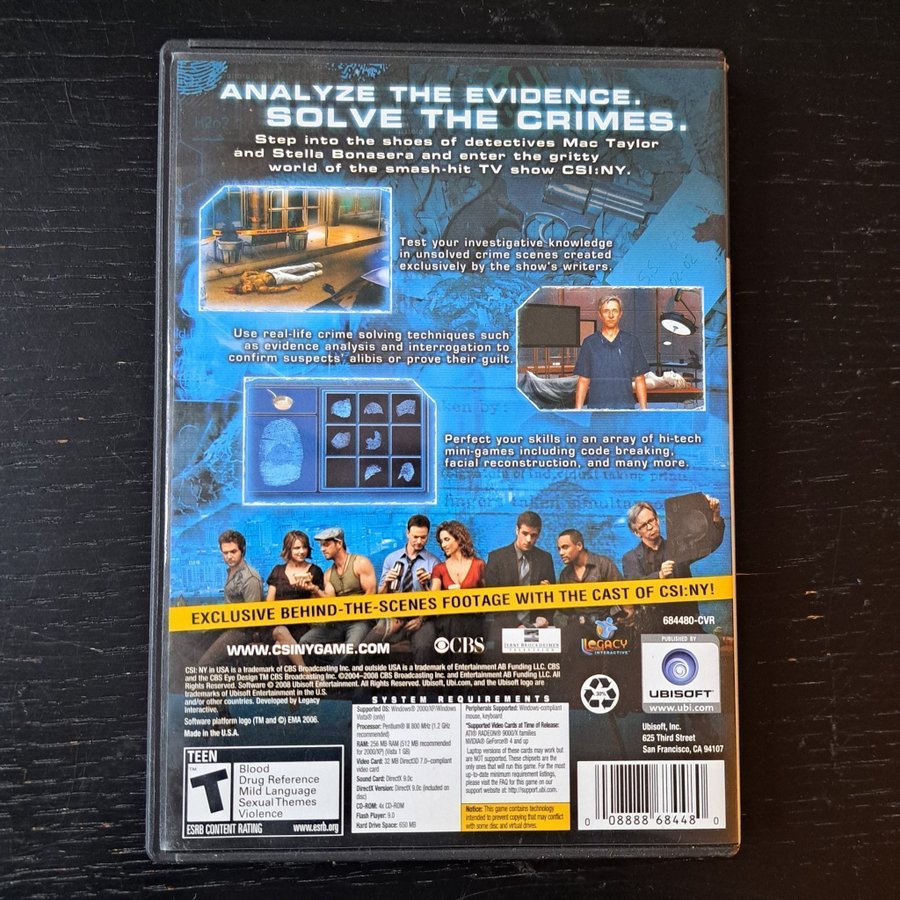 ANALYZE THE EVIDENCE.
SOLVE THE CRIMES.
Step into the shoes of detectives Mac Taylor
and Stella Bonasera and enter the gritty
world of the smash-hit TV show CSI:NY.
Test your investigative knowledge
in unsolved crime scenes created
exclusively by the show's writers.
Use real-life crime solving techniques such
as evidence analysis and interrogation to
confirm suspects' alibis or prove their guilt.
Perfect your skills in an array of hi-tech
mini-games including code breaking,
facial reconstruction, and many more.
EXCLUSIVE BEHIND-THE-SCENES FOOTAGE WITH THE CAST OF CSI:NY!
684480-CVR
WWW.CSINYGAME.COM
CBS
JERRY BRUCKHEIMER
TELEVISION
LEGACY
INTERACTIVE
PUBLISHED BY
UBISOFT
www.ubi.com
CSI: NY in USA is a trademark of CBS Broadcasting Inc. and outside USA is a trademark of Entertainment AB Funding LLC. CBS
and the CBS Eye Design TM CBS Broadcasting Inc. ©2004–2008 CBS Broadcasting Inc. and Entertainment AB Funding LLC. All
Rights Reserved. Software © 2008 Ubisoft Entertainment. All Rights Reserved. Ubisoft, Ubi.com, and the Ubisoft logo are
trademarks of Ubisoft Entertainment in the U.S.
and/or other countries. Developed by Legacy
Interactive.
Software platform logo (TM and ©) EMA 2006.
Made in the U.S.A.
SYSTEM REQUIREMENTS
Supported OS: Windows® 2000/XP/Windows
Vista® (only)
Processor: Pentium® III 800 MHz (1.2 GHz
recommended)
RAM: 256 MB RAM (512 MB recommended
for 2000/XP) (Vista 1 GB)
Video Card: 32 MB Direct3D 7.0–compliant
video card
Sound Card: DirectX 9.0c
DirectX Version: DirectX 9.0c (included on
disc)
CD-ROM: 4x CD-ROM
Flash Player: 9.0
Hard Drive Space: 650 MB
Peripherals Supported: Windows-compliant
mouse, keyboard
*Supported Video Cards at Time of Release:
ATI® RADEON® 9000/X families
NVIDIA® GeForce® 4 and up
Laptop versions of these cards may work but
are NOT supported. These chipsets are the
only ones that will run this game. For the most
up-to-date minimum requirement listings,
please visit the FAQ for this game on our
support website at: http://support.ubi.com.
Notice: This game contains technology
intended to prevent copying that may conflict
with some disc and virtual drives.
30%
Ubisoft, Inc.
625 Third Street
San Francisco, CA 94107
TEEN
T
TM
Blood
Drug Reference
Mild Language
Sexual Themes
Violence
ESRB CONTENT RATING www.esrb.org
0 08888 68448 0